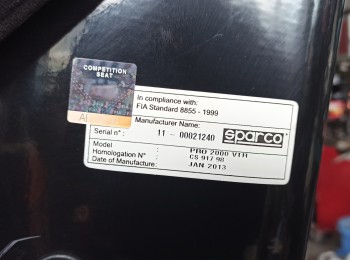 COMPETITION
SEAT
In compliance with:
FIA Standard 8855 - 1999
Manufacturer Name:
Serial n°: 11 - 00021240 sparco
Model : PRO 2000 VTR
Homologation N° CS 917 98
Date of Manufacture: JAN 2013